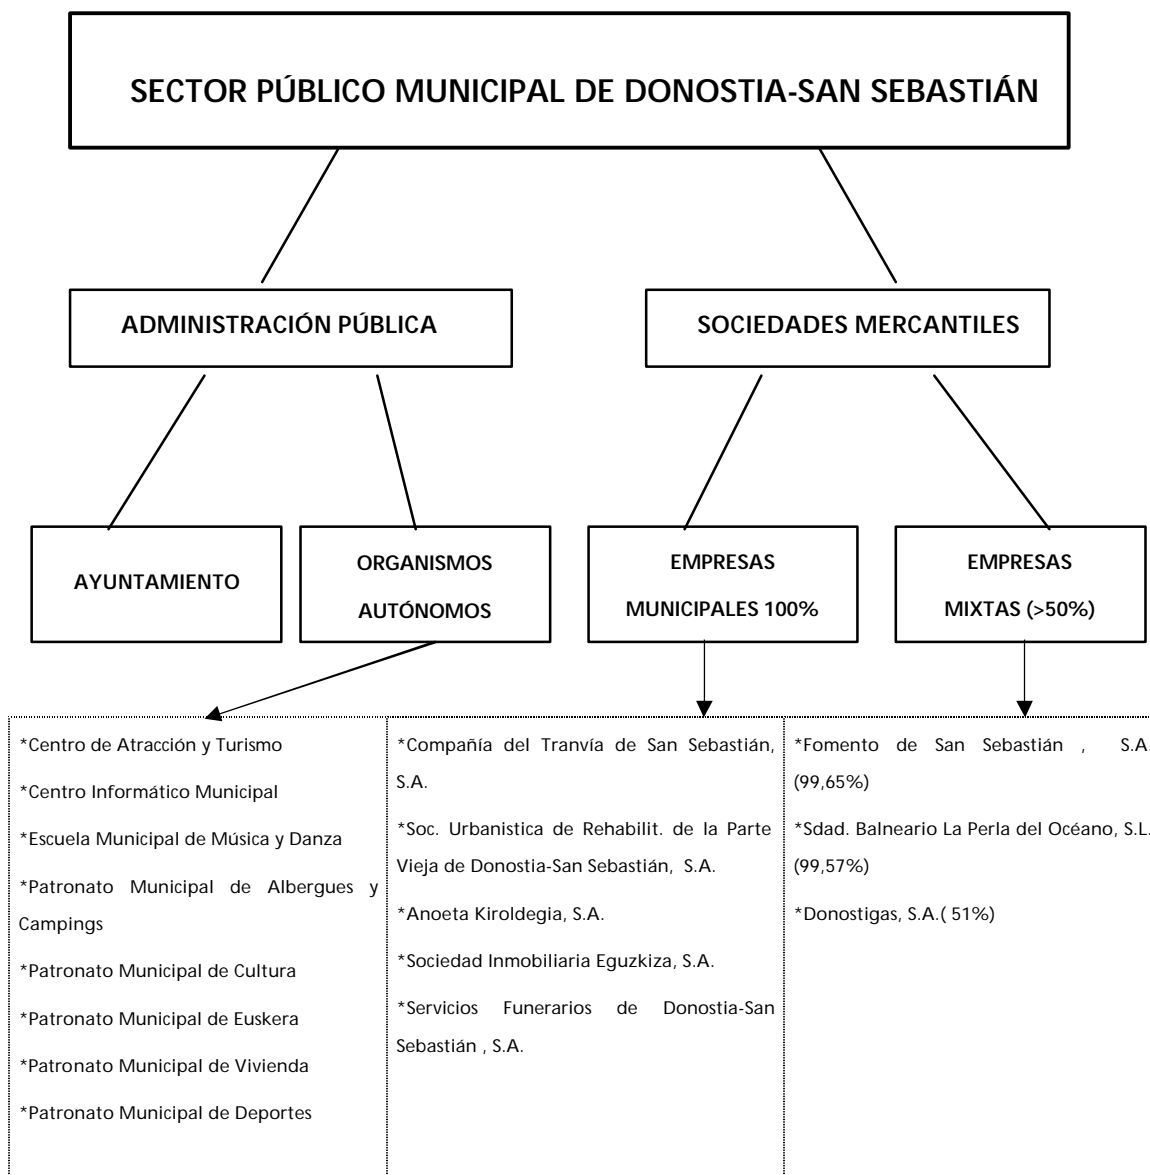 SECTOR PÚBLICO MUNICIPAL DE DONOSTIA-SAN SEBASTIÁN
ADMINISTRACIÓN PÚBLICA
SOCIEDADES MERCANTILES
AYUNTAMIENTO
ORGANISMOS
AUTÓNOMOS
EMPRESAS
MUNICIPALES 100%
EMPRESAS
MIXTAS (>50%)
*Centro de Atracción y Turismo
*Centro Informático Municipal
*Escuela Municipal de Música y Danza
*Patronato Municipal de Albergues y
Campings
*Patronato Municipal de Cultura
*Patronato Municipal de Euskera
*Patronato Municipal de Vivienda
*Patronato Municipal de Deportes
*Compañía del Tranvía de San Sebastián,
S.A.
*Soc. Urbanistica de Rehabilit. de la Parte
Vieja de Donostia-San Sebastián, S.A.
*Anoeta Kiroldegia, S.A.
*Sociedad Inmobiliaria Eguzkiza, S.A.
*Servicios Funerarios de Donostia-San
Sebastián , S.A.
*Fomento de San Sebastián , S.A.
(99,65%)
*Sdad. Balneario La Perla del Océano, S.L.
(99,57%)
*Donostigas, S.A.( 51%)